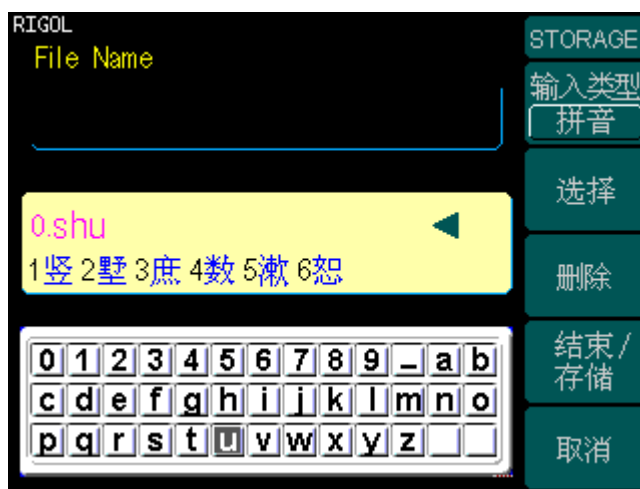 RIGOL
File Name
0.shu
1竖 2墅 3庶 4数 5漱 6恕
0 1 2 3 4 5 6 7 8 9 _ a b
c d e f g h i j k l m n o
p q r s t u v w x y z
STORAGE
输入类型
拼音
选择
删除
结束/
存储
取消